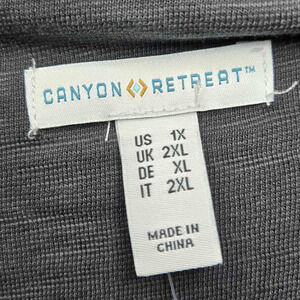 CANYON RETREAT™
US 1X
UK 2XL
DE XL
IT 2XL
MADE IN
CHINA